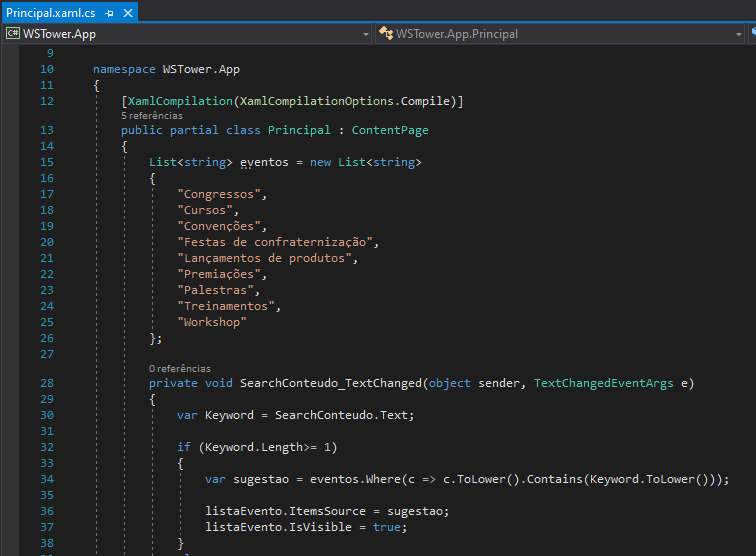 Principal.xaml.cs
C# WSTower.App WSTower.App.Principal
9
10 namespace WSTower.App
11 {
12 [XamlCompilation(XamlCompilationOptions.Compile)]
5 referências
13 public partial class Principal : ContentPage
14 {
15 List<string> eventos = new List<string>
16 {
17 "Congressos",
18 "Cursos",
19 "Convenções",
20 "Festas de confraternização",
21 "Lançamentos de produtos",
22 "Premiações",
23 "Palestras",
24 "Treinamentos",
25 "Workshop"
26 };
27
0 referências
28 private void SearchConteudo_TextChanged(object sender, TextChangedEventArgs e)
29 {
30 var Keyword = SearchConteudo.Text;
31
32 if (Keyword.Length>= 1)
33 {
34 var sugestao = eventos.Where(c => c.ToLower().Contains(Keyword.ToLower()));
35
36 listaEvento.ItemsSource = sugestao;
37 listaEvento.IsVisible = true;
38 }